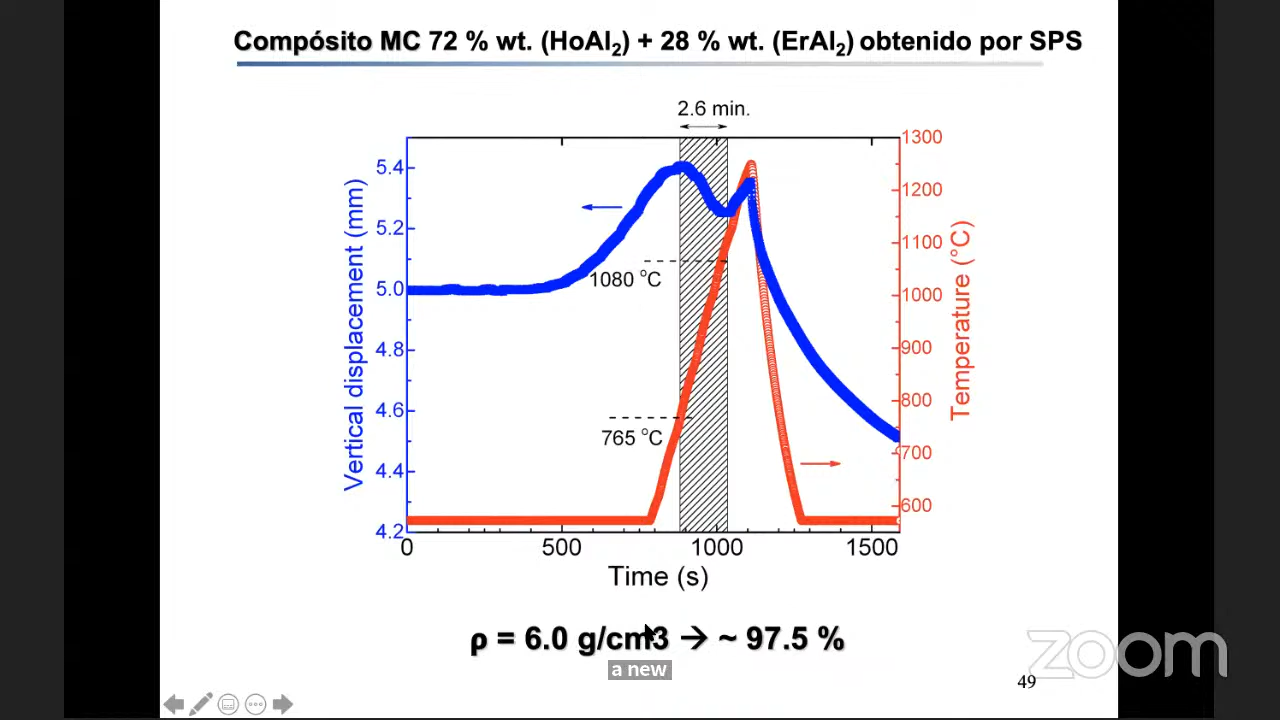 Compósito MC 72 % wt. (HoAl2) + 28 % wt. (ErAl2) obtenido por SPS
2.6 min.
5.4
5.2
5.0
4.8
4.6
4.4
4.2
Vertical displacement (mm)
1080 °C
765 °C
1300
1200
1100
1000
900
800
700
600
Temperature (°C)
0
500
1000
1500
Time (s)
ρ = 6.0 g/cm3 → ~ 97.5 %
a new
zoom
49